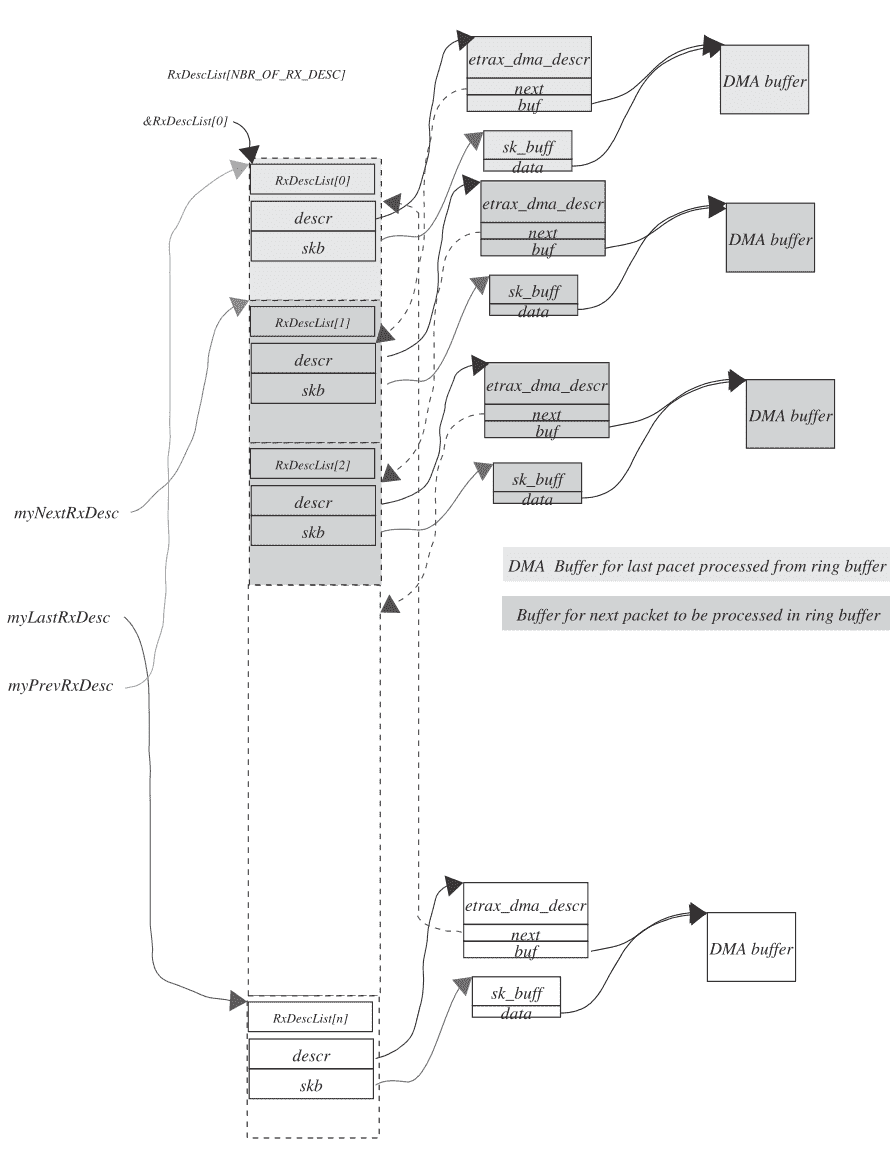 RxDescList[NBR_OF_RX_DESC]
&RxDescList[0]
etrax_dma_descr
next
buf
DMA buffer
sk_buff
data
RxDescList[0]
descr
skb
etrax_dma_descr
next
buf
DMA buffer
sk_buff
data
RxDescList[1]
descr
skb
etrax_dma_descr
next
buf
DMA buffer
sk_buff
data
RxDescList[2]
descr
skb
myNextRxDesc
DMA Buffer for last pacet processed from ring buffer
Buffer for next packet to be processed in ring buffer
myLastRxDesc
myPrevRxDesc
etrax_dma_descr
next
buf
DMA buffer
sk_buff
data
RxDescList[n]
descr
skb